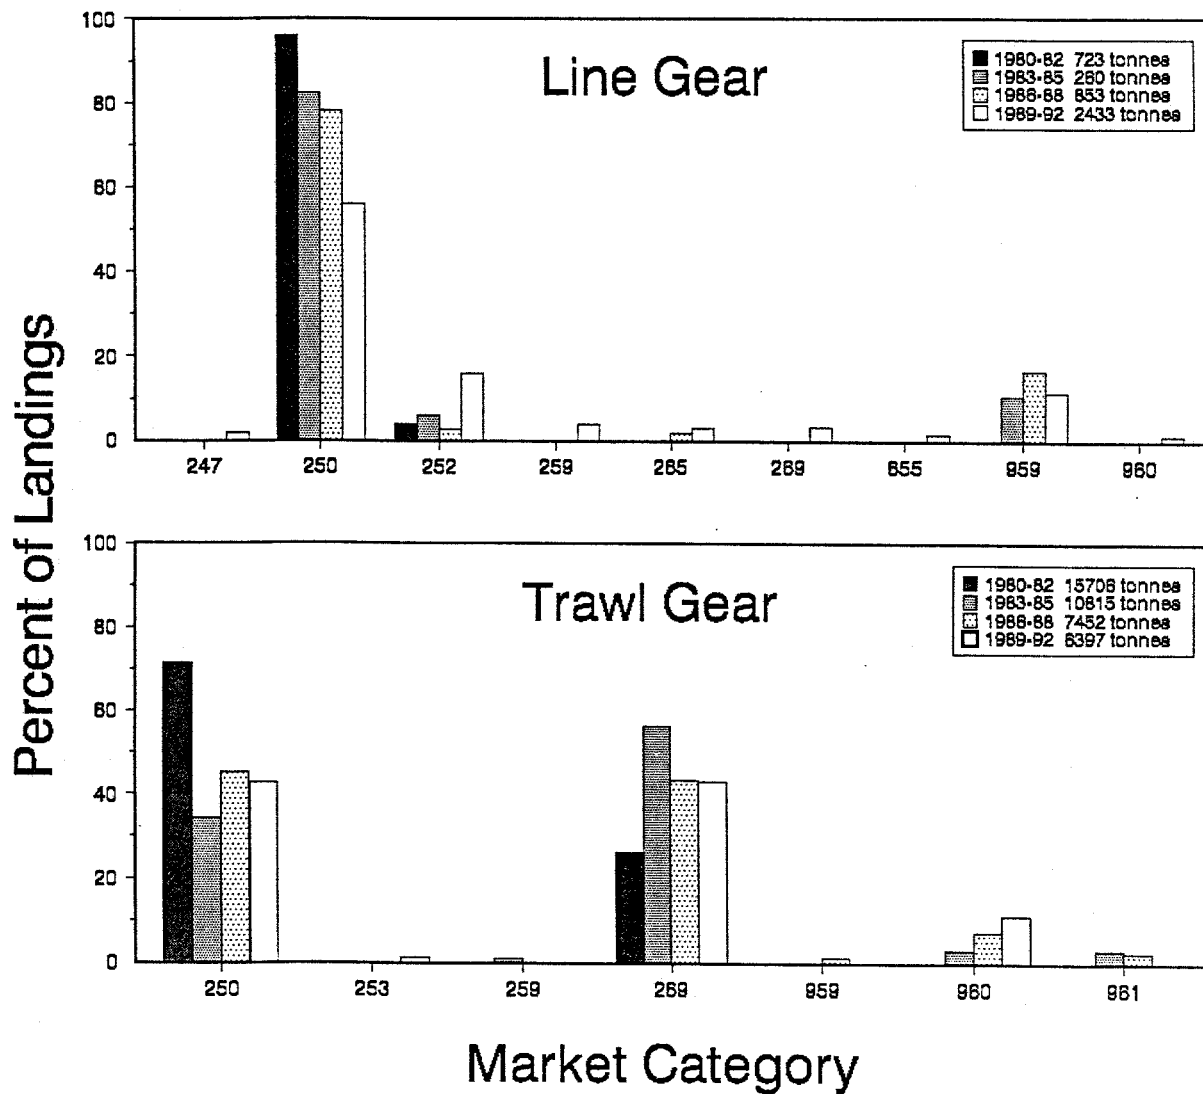 Percent of Landings
Line Gear
1980-82 723 tonnes
1983-85 260 tonnes
1986-88 853 tonnes
1989-92 2433 tonnes
100
80
60
40
20
0
247 250 252 259 265 269 655 959 960
Trawl Gear
1980-82 15706 tonnes
1983-85 10615 tonnes
1986-88 7452 tonnes
1989-92 6397 tonnes
100
80
60
40
20
0
250 253 259 269 959 960 961
Market Category